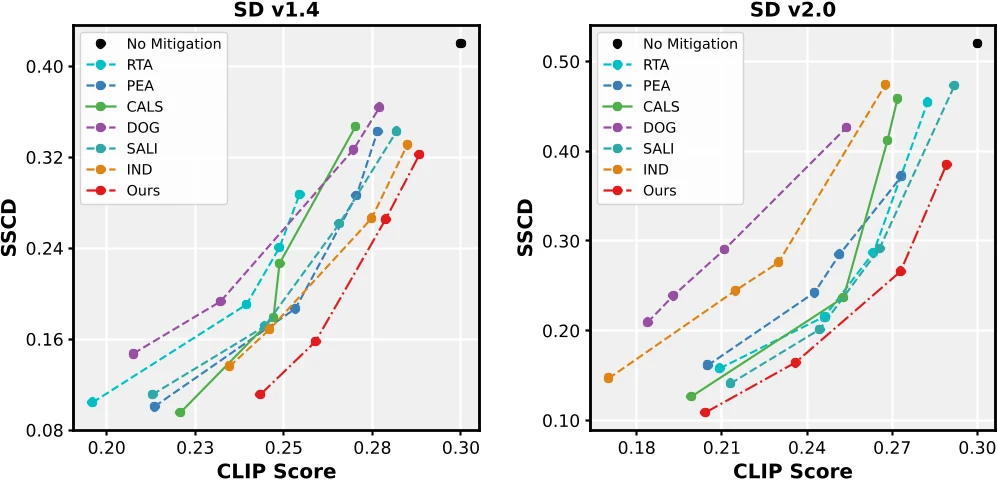 SD v1.4
SSCD
0.40
0.32
0.24
0.16
0.08
No Mitigation
RTA
PEA
CALS
DOG
SALI
IND
Ours
0.20
0.23
0.25
0.28
0.30
CLIP Score
SD v2.0
SSCD
0.50
0.40
0.30
0.20
0.10
No Mitigation
RTA
PEA
CALS
DOG
SALI
IND
Ours
0.18
0.21
0.24
0.27
0.30
CLIP Score